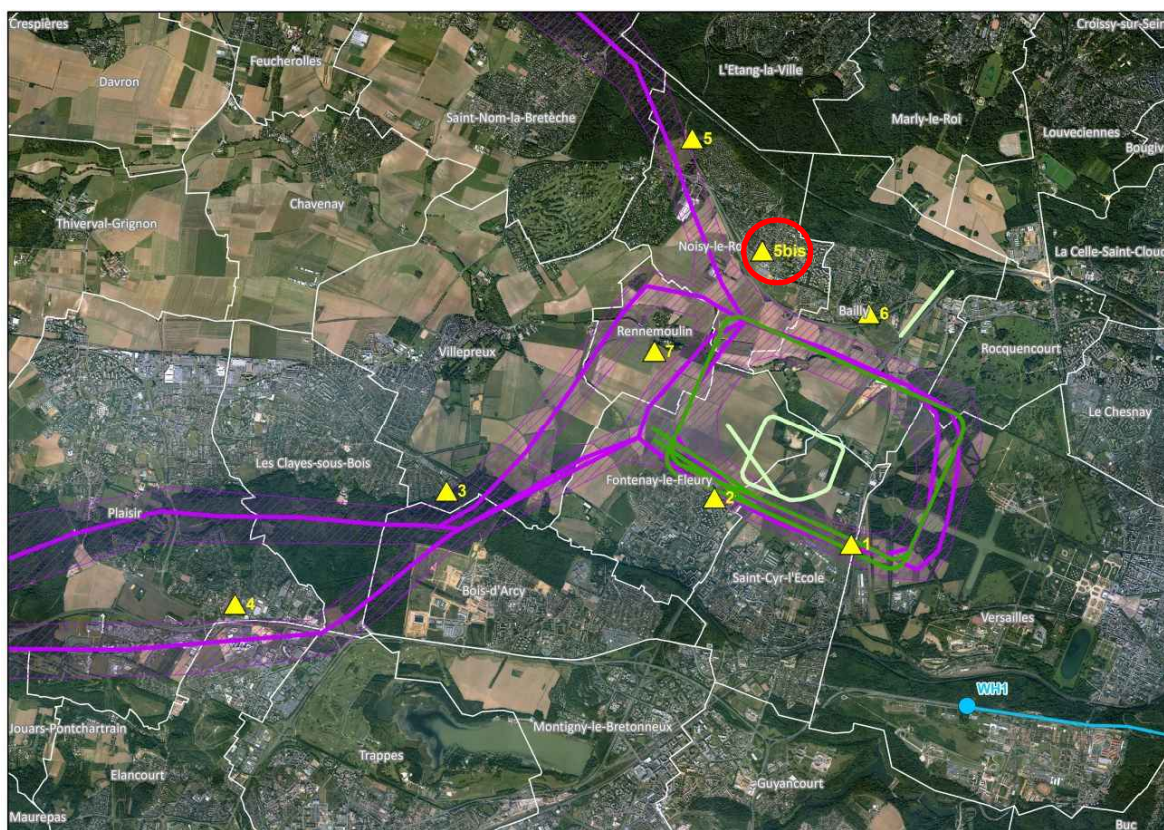 Crespières
Croissy-sur-Sein
Feucherolles
L'Etang-la-Ville
Davron
Saint-Nom-la-Bretèche
Marly-le-Roi
Louveciennes
Bougiv
5
Chavenay
Thiverval-Grignon
Noisy-le-Ro
5bis
La Celle-Saint-Cloud
Bailly
6
Rennemoulin
7
Villepreux
Rocquencourt
Le Chesnay
Les Clayes-sous-Bois
3
Fontenay-le-Fleury
2
Plaisir
1
Saint-Cyr-l'Ecole
Bois-d'Arcy
4
Versailles
WH1
Jouars-Pontchartrain
Montigny-le-Bretonneux
Trappes
Elancourt
Guyancourt
Maurepas
Buc